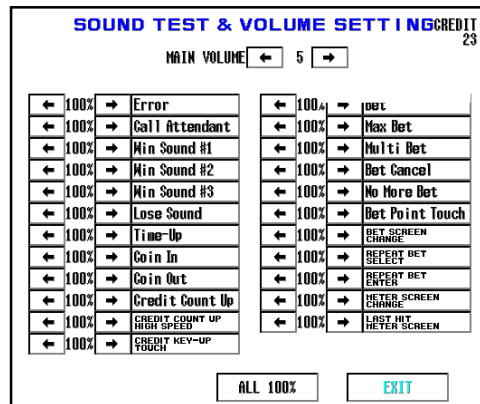 SOUND TEST & VOLUME SETTING
CREDIT
23
MAIN VOLUME ← 5 →
← 100% → Error
← 100% → Call Attendant
← 100% → Win Sound #1
← 100% → Win Sound #2
← 100% → Win Sound #3
← 100% → Lose Sound
← 100% → Time-Up
← 100% → Coin In
← 100% → Coin Out
← 100% → Credit Count Up
← 100% → CREDIT COUNT UP
HIGH SPEED
← 100% → CREDIT KEY-UP
TOUCH
← 100% → Bet
← 100% → Max Bet
← 100% → Multi Bet
← 100% → Bet Cancel
← 100% → No More Bet
← 100% → Bet Point Touch
← 100% → BET SCREEN
CHANGE
← 100% → REPEAT BET
SELECT
← 100% → REPEAT BET
ENTER
← 100% → METER SCREEN
CHANGE
← 100% → LAST HIT
METER SCREEN
ALL 100%
EXIT